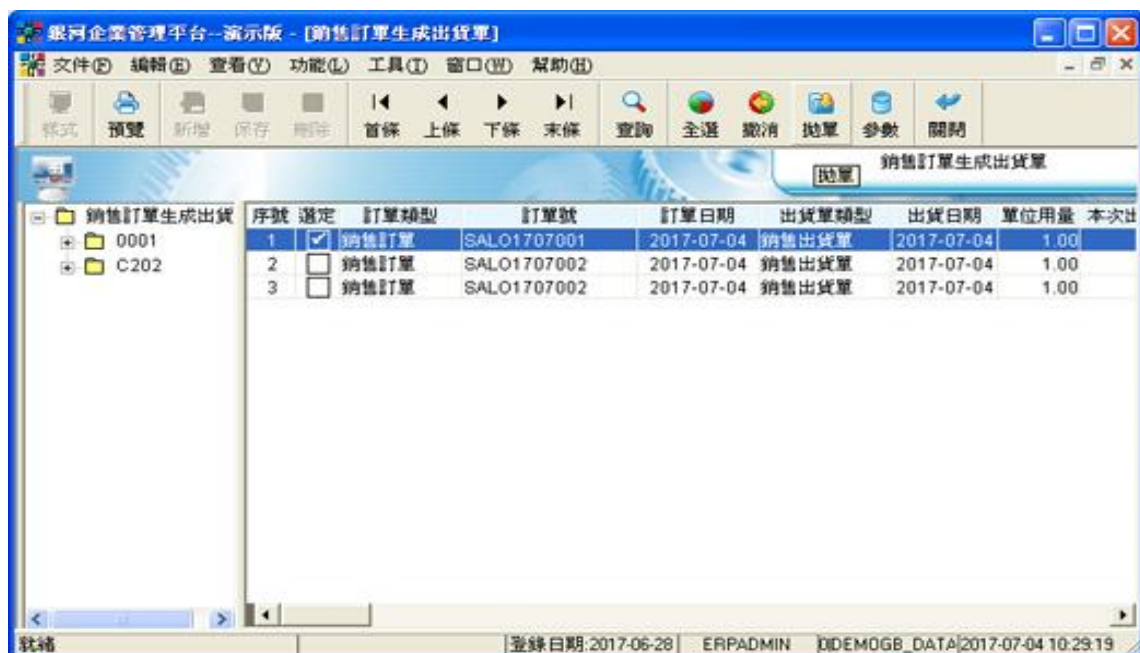 銀河企業管理平台--演示版 - [銷售訂單生成出貨單]
文件(F) 編輯(E) 查看(V) 功能(L) 工具(T) 窗口(W) 幫助(H)
樣式 預覽 新增 保存 刪除 首條 上條 下條 末條 查詢 全選 撤消 拋單 參數 關閉
銷售訂單生成出貨單
拋單
銷售訂單生成出貨
0001
C202
序號 選定 訂單類型 訂單號 訂單日期 出貨單類型 出貨日期 單位用量 本次出
1 銷售訂單 SALO1707001 2017-07-04 銷售出貨單 2017-07-04 1.00
2 銷售訂單 SALO1707002 2017-07-04 銷售出貨單 2017-07-04 1.00
3 銷售訂單 SALO1707002 2017-07-04 銷售出貨單 2017-07-04 1.00
就緒 登錄日期:2017-06-28 ERPADMIN DEMOGB_DATA 2017-07-04 10:29:19